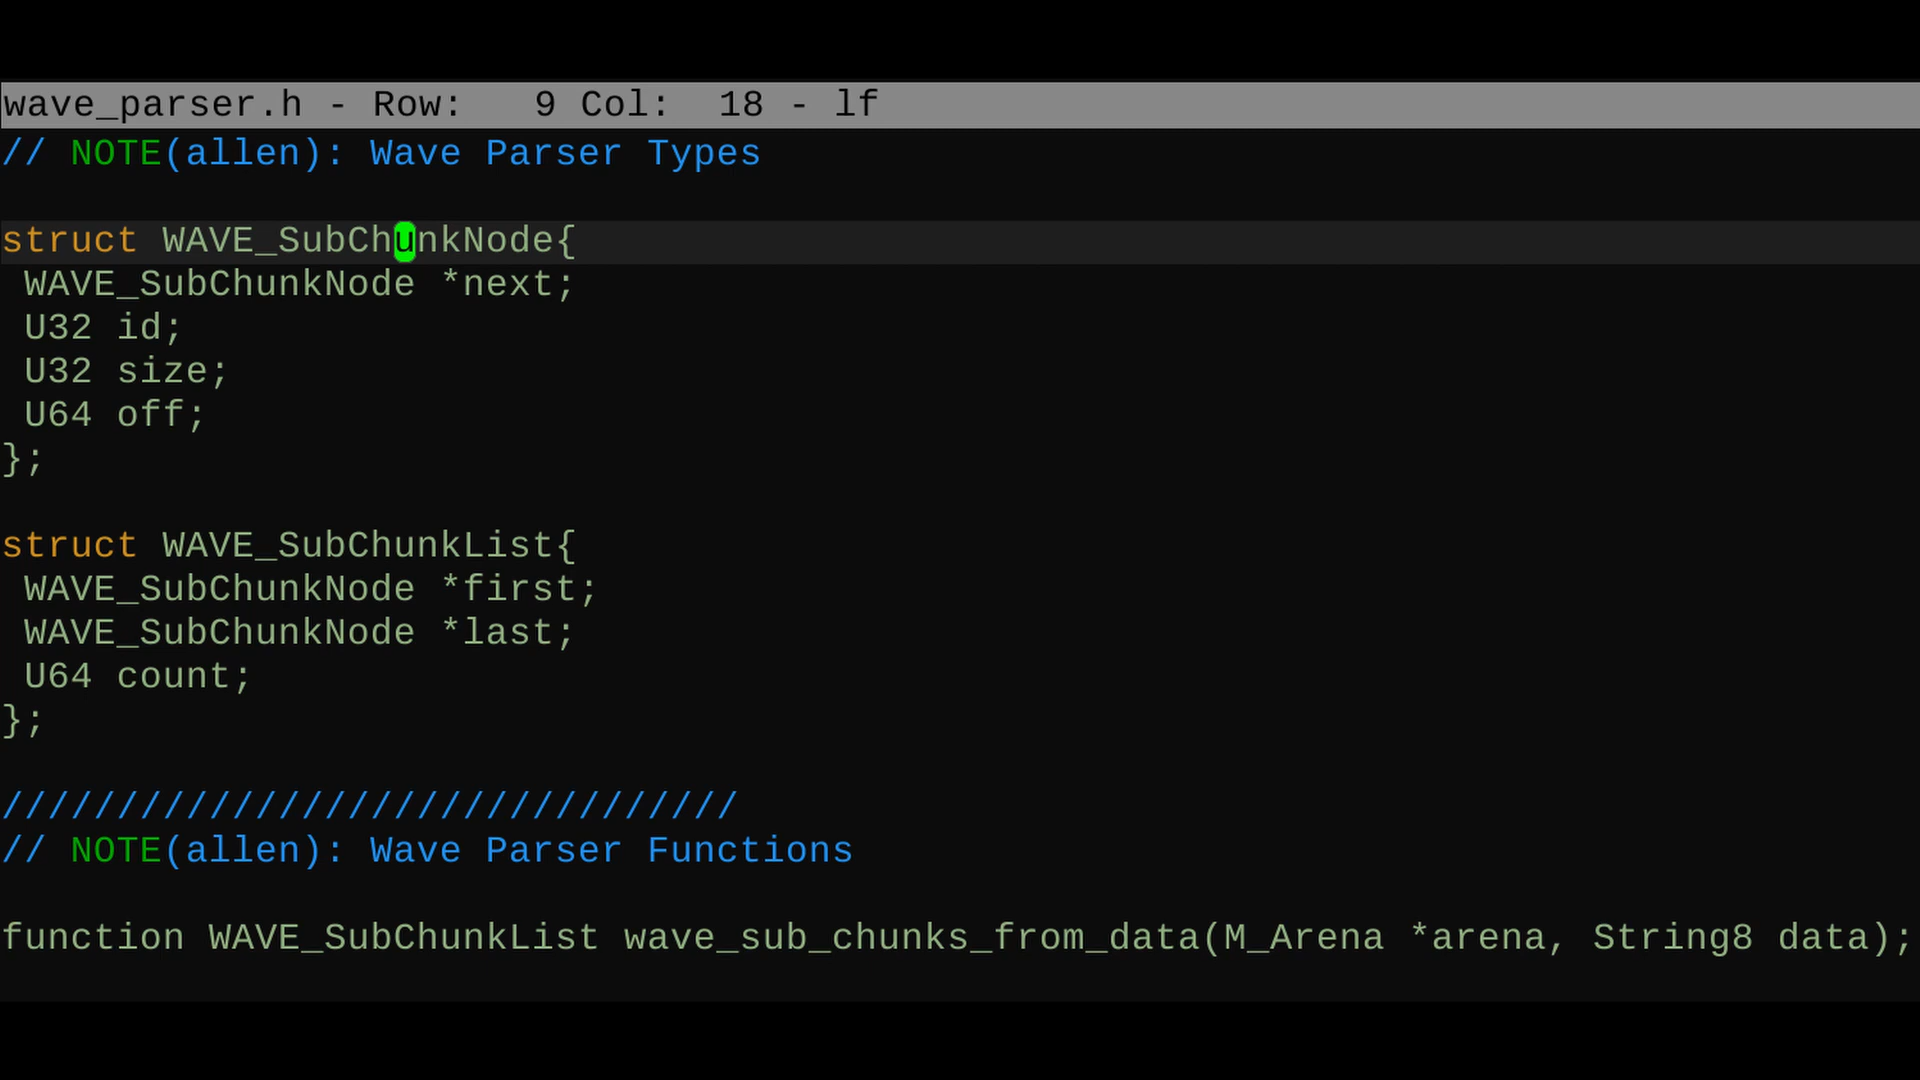 wave_parser.h - Row:   9 Col:  18 - lf
// NOTE(allen): Wave Parser Types
struct WAVE_SubChunkNode{
 WAVE_SubChunkNode *next;
 U32 id;
 U32 size;
 U64 off;
};
struct WAVE_SubChunkList{
 WAVE_SubChunkNode *first;
 WAVE_SubChunkNode *last;
 U64 count;
};
////////////////////////////////
// NOTE(allen): Wave Parser Functions
function WAVE_SubChunkList wave_sub_chunks_from_data(M_Arena *arena, String8 data);